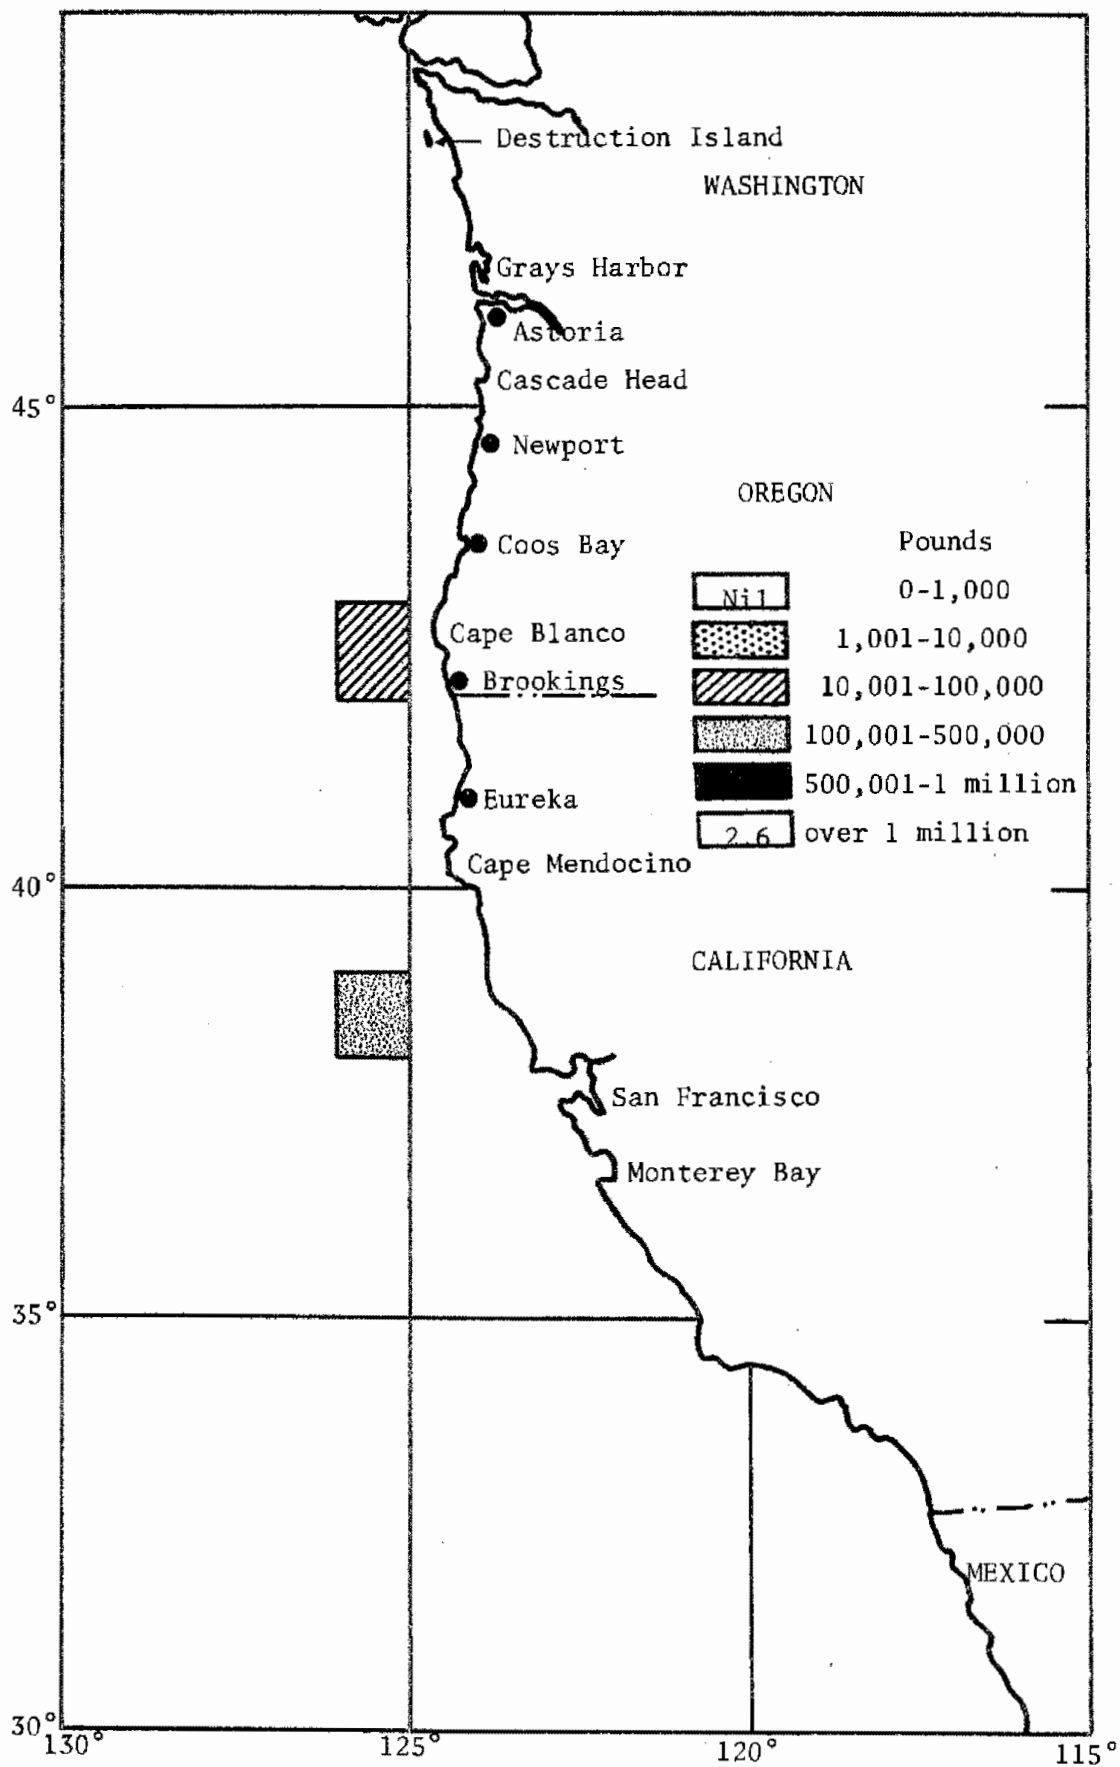 Destruction Island
WASHINGTON
Grays Harbor
Astoria
Cascade Head
45°
Newport
OREGON
Pounds
Coos Bay
Nil 0-1,000
Cape Blanco
1,001-10,000
Brookings
10,001-100,000
100,001-500,000
500,001-1 million
Eureka
2.6 over 1 million
Cape Mendocino
40°
CALIFORNIA
San Francisco
Monterey Bay
35°
MEXICO
30°
130° 125° 120° 115°